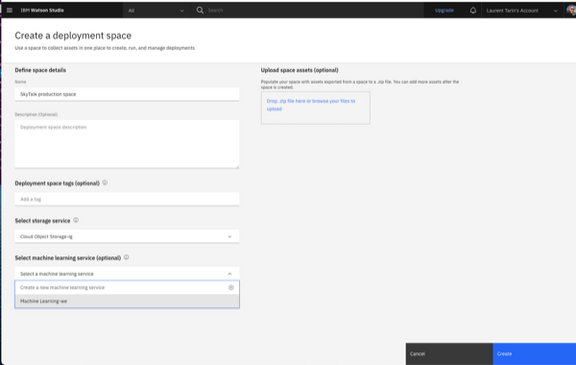 IBM Watson Studio
All
Search
Upgrade
Laurent Tarin's Account
Create a deployment space
Use a space to collect assets in one place to create, run, and manage deployments
Define space details
Name
SkyTalk production space
Description (Optional)
Deployment space description
Deployment space tags (optional)
Add a tag
Select storage service
Cloud Object Storage-ig
Select machine learning service (optional)
Select a machine learning service
Create a new machine learning service
Machine Learning-we
Upload space assets (optional)
Populate your space with assets exported from a space to a .zip file. You can add more assets after the
space is created.
Drop .zip file here or browse your files to
upload
Cancel
Create